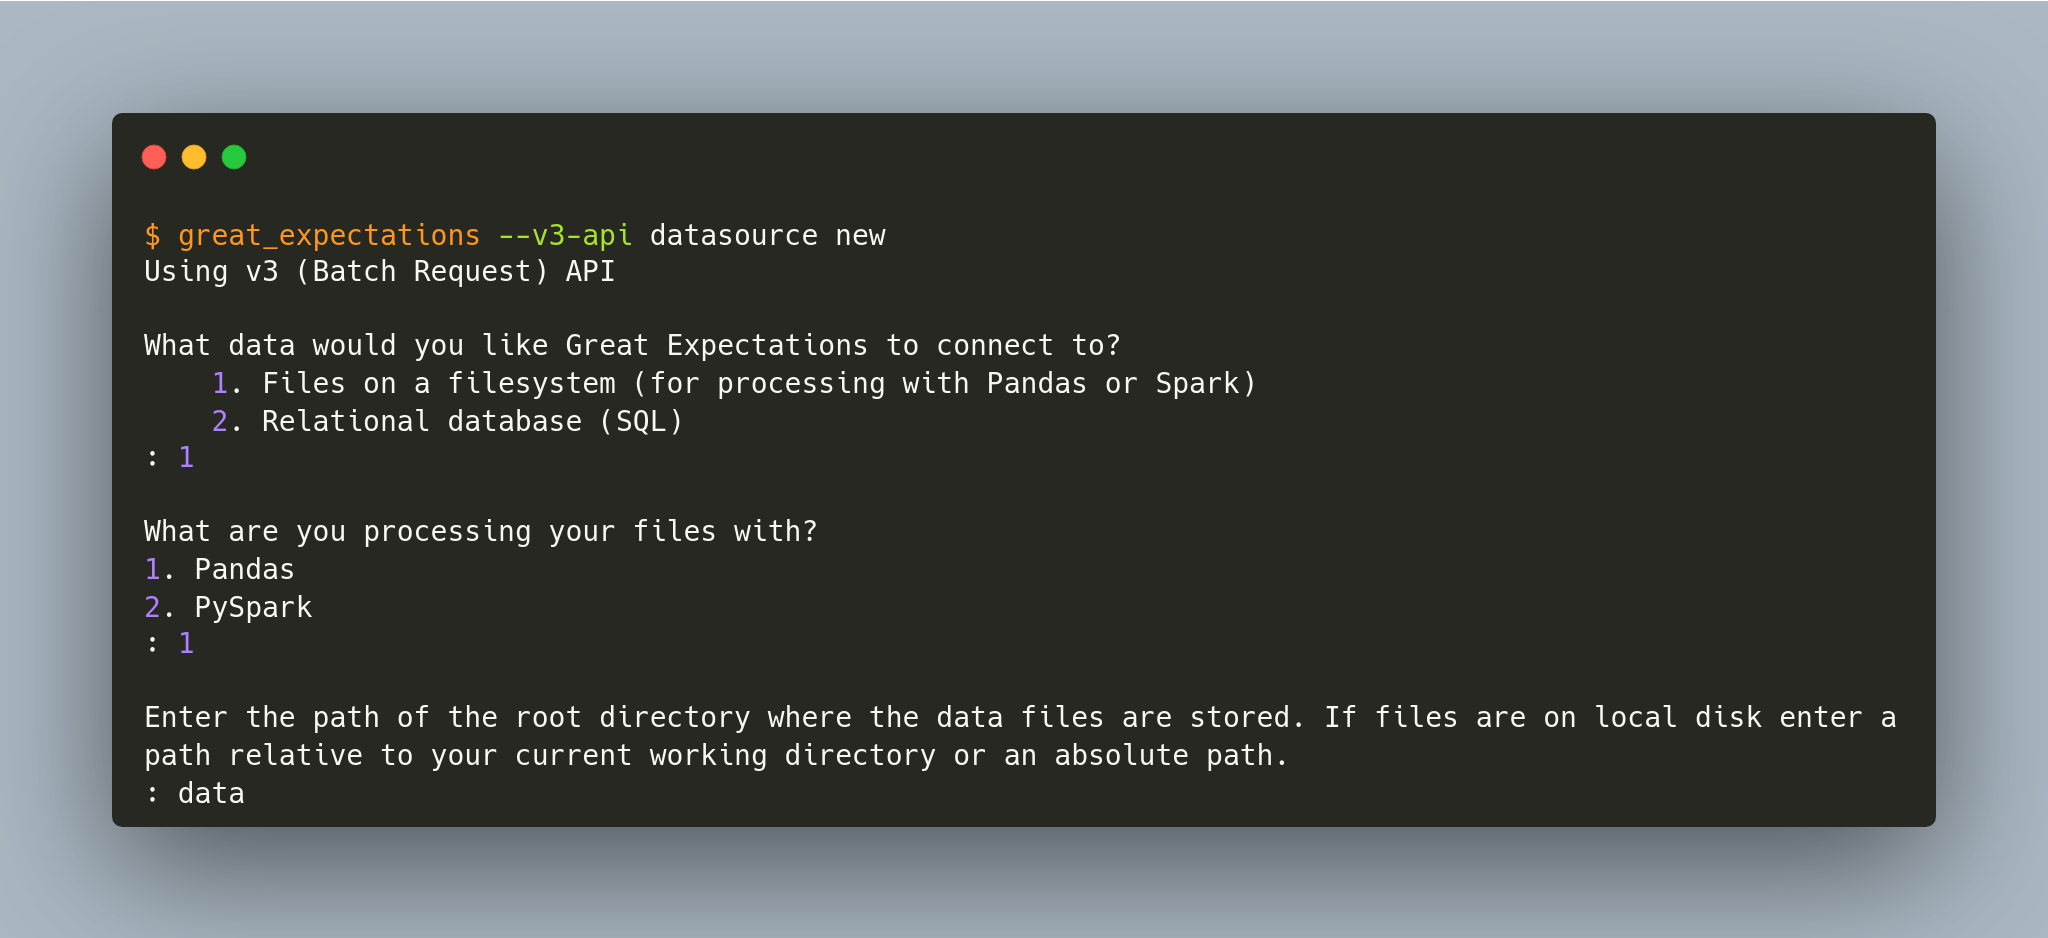 $ great_expectations --v3-api datasource new
Using v3 (Batch Request) API
What data would you like Great Expectations to connect to?
1. Files on a filesystem (for processing with Pandas or Spark)
2. Relational database (SQL)
: 1
What are you processing your files with?
1. Pandas
2. PySpark
: 1
Enter the path of the root directory where the data files are stored. If files are on local disk enter a
path relative to your current working directory or an absolute path.
: data